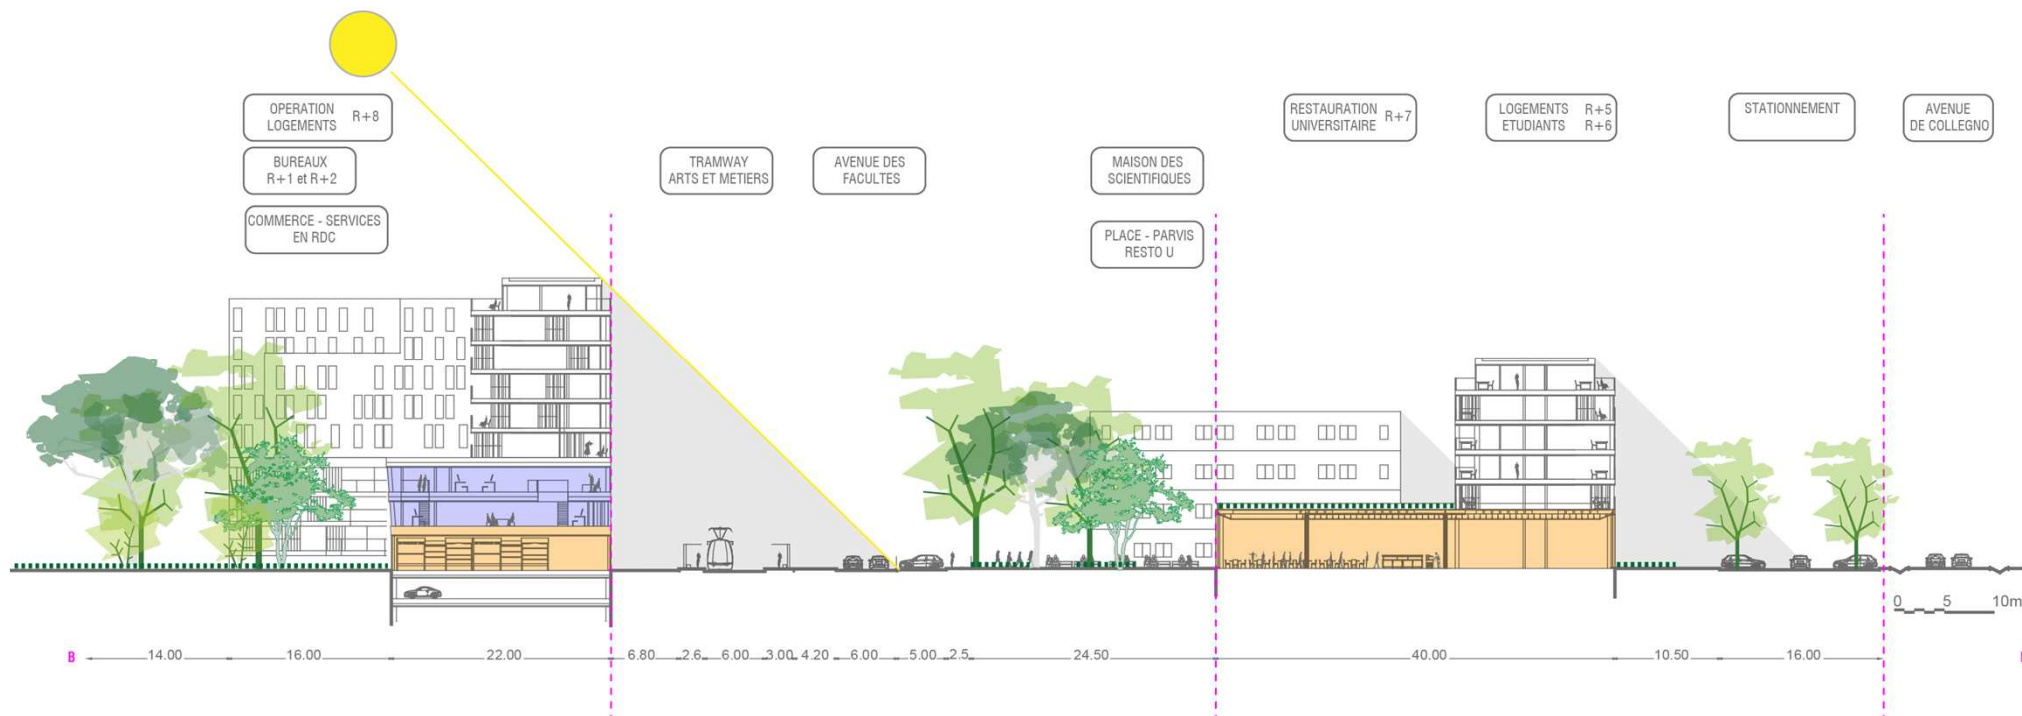 OPERATION
LOGEMENTS R+8
BUREAUX
R+1 et R+2
COMMERCE - SERVICES
EN RDC
TRAMWAY
ARTS ET METIERS
AVENUE DES
FACULTES
MAISON DES
SCIENTIFIQUES
PLACE - PARVIS
RESTO U
RESTAURATION
UNIVERSITAIRE R+7
LOGEMENTS R+5
ETUDIANTS R+6
STATIONNEMENT
AVENUE
DE COLLEGNO
0 5 10m
B 14.00 16.00 22.00 6.80 2.6 6.00 3.00 4.20 6.00 5.00 2.5 24.50 40.00 10.50 16.00